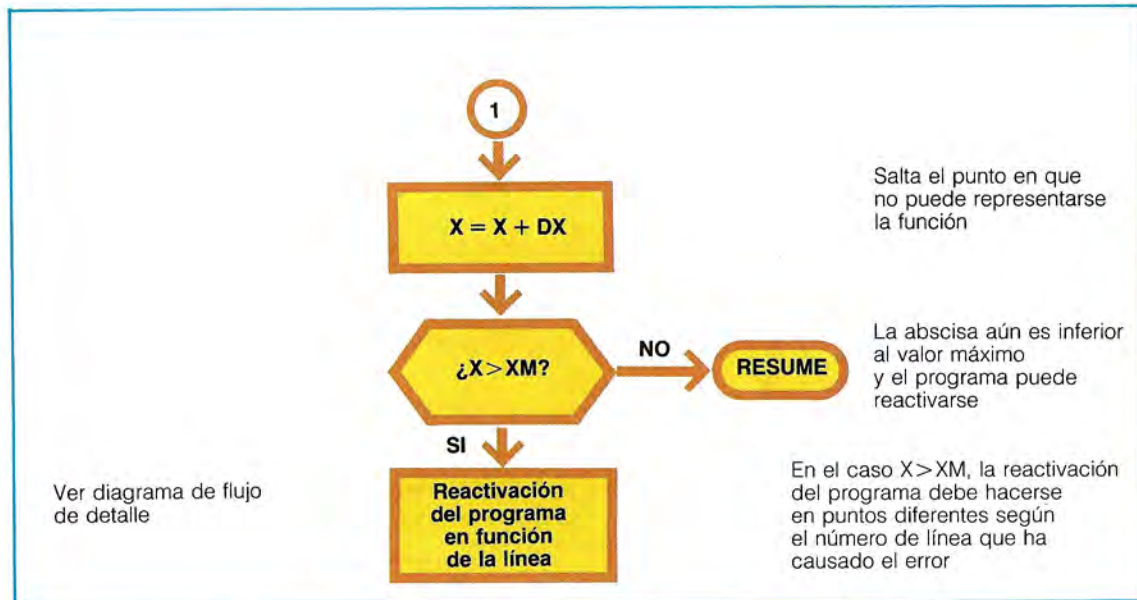 1
X = X + DX
Salta el punto en que
no puede representarse
la función
¿X>XM?
NO
RESUME
La abscisa aún es inferior
al valor máximo
y el programa puede
reactivarse
SI
Ver diagrama de flujo
de detalle
Reactivación
del programa
en función
de la línea
En el caso X>XM, la reactivación
del programa debe hacerse
en puntos diferentes según
el número de línea que ha
causado el error